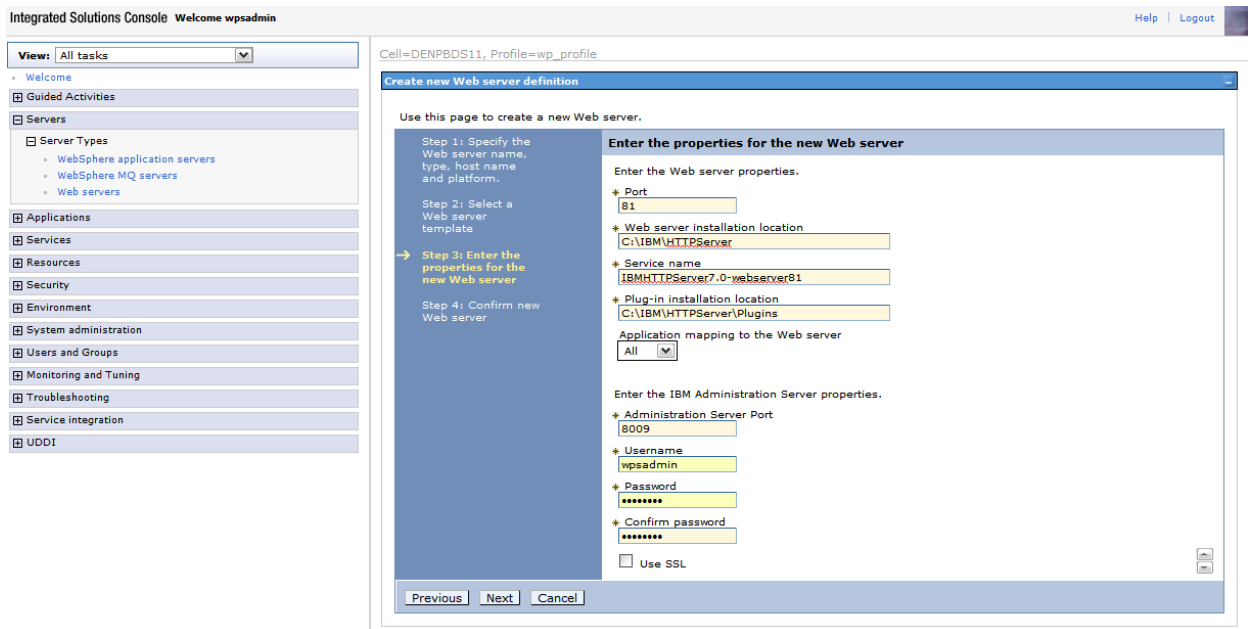 Integrated Solutions Console Welcome wpsadmin
Help | Logout
View: All tasks
Welcome
Guided Activities
Servers
Server Types
WebSphere application servers
WebSphere MQ servers
Web servers
Applications
Services
Resources
Security
Environment
System administration
Users and Groups
Monitoring and Tuning
Troubleshooting
Service integration
UDDI
Cell=DENPBDS11, Profile=wp_profile
Create new Web server definition
Use this page to create a new Web server.
Step 1: Specify the
Web server name,
type, host name
and platform.
Step 2: Select a
Web server
template
Step 3: Enter the
properties for the
new Web server
Step 4: Confirm new
Web server
Enter the properties for the new Web server
Enter the Web server properties.
* Port
81
* Web server installation location
C:\IBM\HTTPServer
* Service name
IBMHTTPServer7.0-webserver81
* Plug-in installation location
C:\IBM\HTTPServer\Plugins
Application mapping to the Web server
All
Enter the IBM Administration Server properties.
* Administration Server Port
8009
* Username
wpsadmin
* Password
••••••••
* Confirm password
••••••••
Use SSL
Previous Next Cancel